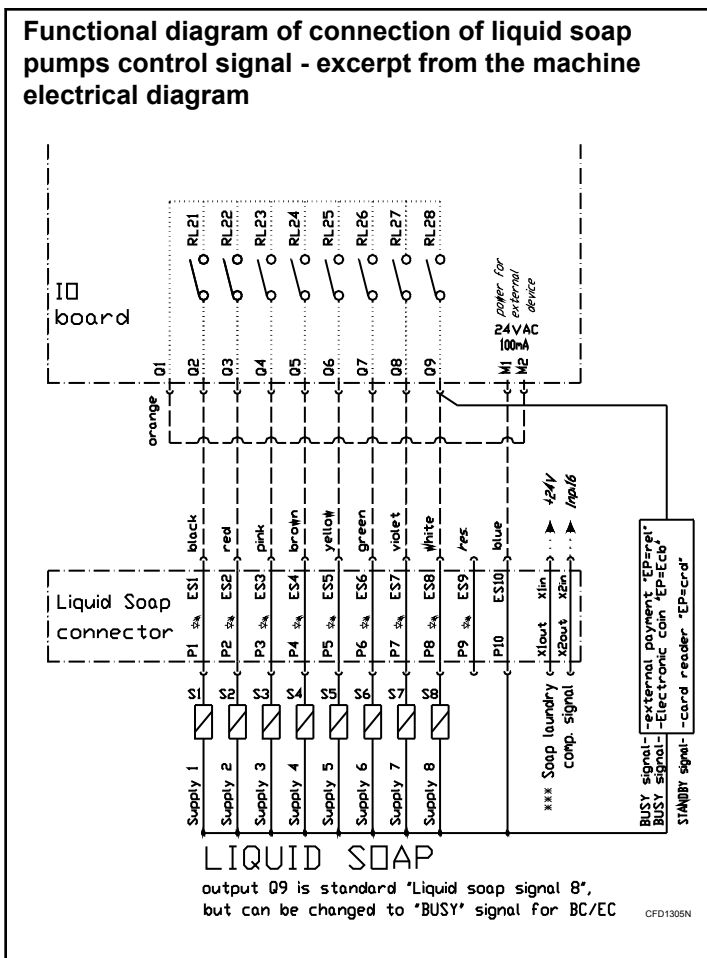 Functional diagram of connection of liquid soap
pumps control signal - excerpt from the machine
electrical diagram
RL21
RL22
RL23
RL24
RL25
RL26
RL27
RL28
IO
board
power for
external
device
24VAC
100mA
Q1
Q2
Q3
Q4
Q5
Q6
Q7
Q8
Q9
M1
M2
orange
black
red
pink
brown
yellow
green
violet
white
res.
blue
+24V
Inp.16
Liquid Soap
connector
P1 ** ES1
P2 ** ES2
P3 ** ES3
P4 ** ES4
P5 ** ES5
P6 ** ES6
P7 ** ES7
P8 ** ES8
P9 ** ES9
P10 ES10
X1out X1in
X2out X2in
S1
S2
S3
S4
S5
S6
S7
S8
Supply 1
Supply 2
Supply 3
Supply 4
Supply 5
Supply 6
Supply 7
Supply 8
*** Soap laundry
comp. signal
BUSY signal- -external payment "EP=rel"
BUSY signal- -Electronic coin "EP=Ecb"
STANDBY signal- -card reader "EP=crd"
LIQUID SOAP
output Q9 is standard "Liquid soap signal 8",
but can be changed to "BUSY" signal for BC/EC
CFD1305N